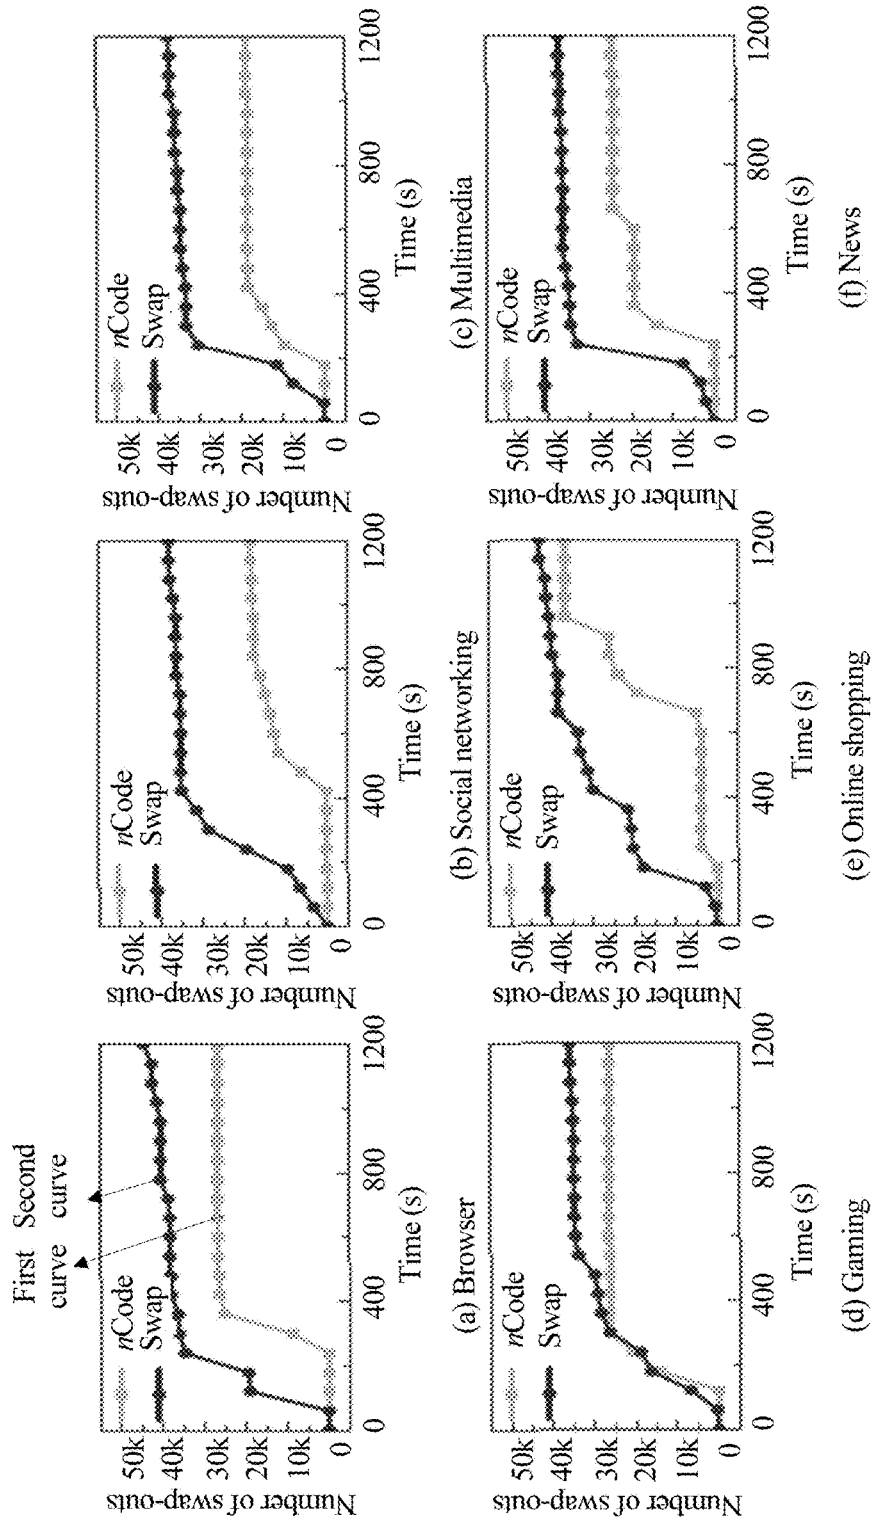 First Second
curve curve
nCode
Swap
50k
40k
30k
20k
10k
0
0
400
800
1200
Number of swap-outs
Time (s)
(a) Browser
nCode
Swap
50k
40k
30k
20k
10k
0
0
400
800
1200
Number of swap-outs
Time (s)
(b) Social networking
nCode
Swap
50k
40k
30k
20k
10k
0
0
400
800
1200
Number of swap-outs
Time (s)
(c) Multimedia
nCode
Swap
50k
40k
30k
20k
10k
0
0
400
800
1200
Number of swap-outs
Time (s)
(d) Gaming
nCode
Swap
50k
40k
30k
20k
10k
0
0
400
800
1200
Number of swap-outs
Time (s)
(e) Online shopping
nCode
Swap
50k
40k
30k
20k
10k
0
0
400
800
1200
Number of swap-outs
Time (s)
(f) News